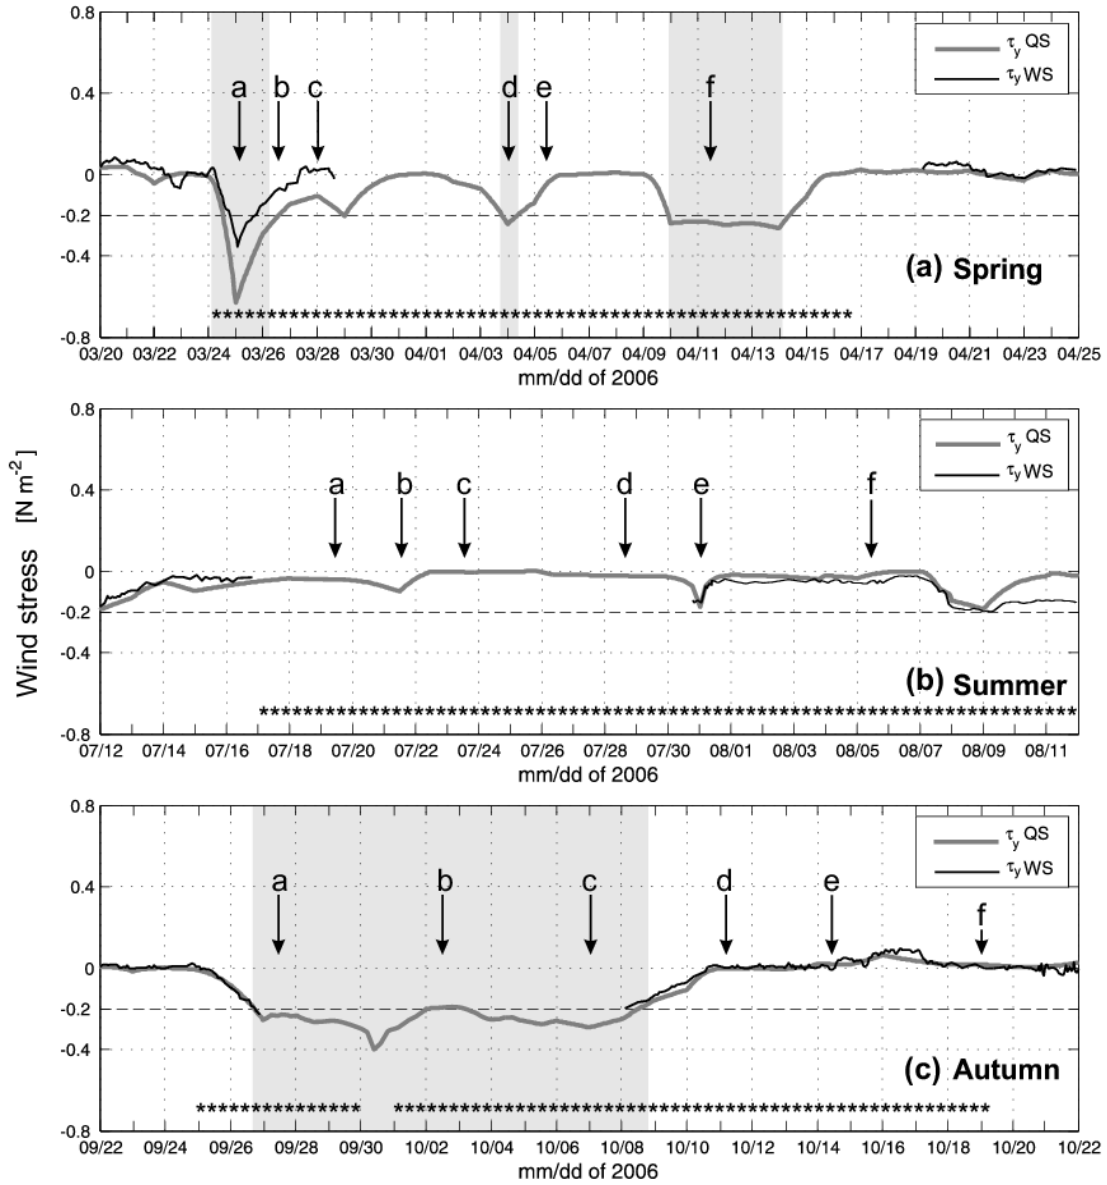 0.8
τy QS
τy WS
a b c d e f
0.4
0
-0.2
-0.4
(a) Spring
*************************************************************************
-0.8
03/20 03/22 03/24 03/26 03/28 03/30 04/01 04/03 04/05 04/07 04/09 04/11 04/13 04/15 04/17 04/19 04/21 04/23 04/25
mm/dd of 2006
Wind stress [N m-2]
0.8
τy QS
τy WS
0.4
a b c d e f
0
-0.2
-0.4
(b) Summer
*************************************************************************
-0.8
07/12 07/14 07/16 07/18 07/20 07/22 07/24 07/26 07/28 07/30 08/01 08/03 08/05 08/07 08/09 08/11
mm/dd of 2006
0.8
τy QS
τy WS
0.4
a b c d e f
0
-0.2
-0.4
(c) Autumn
*************** **************************************************
-0.8
09/22 09/24 09/26 09/28 09/30 10/02 10/04 10/06 10/08 10/10 10/12 10/14 10/16 10/18 10/20 10/22
mm/dd of 2006